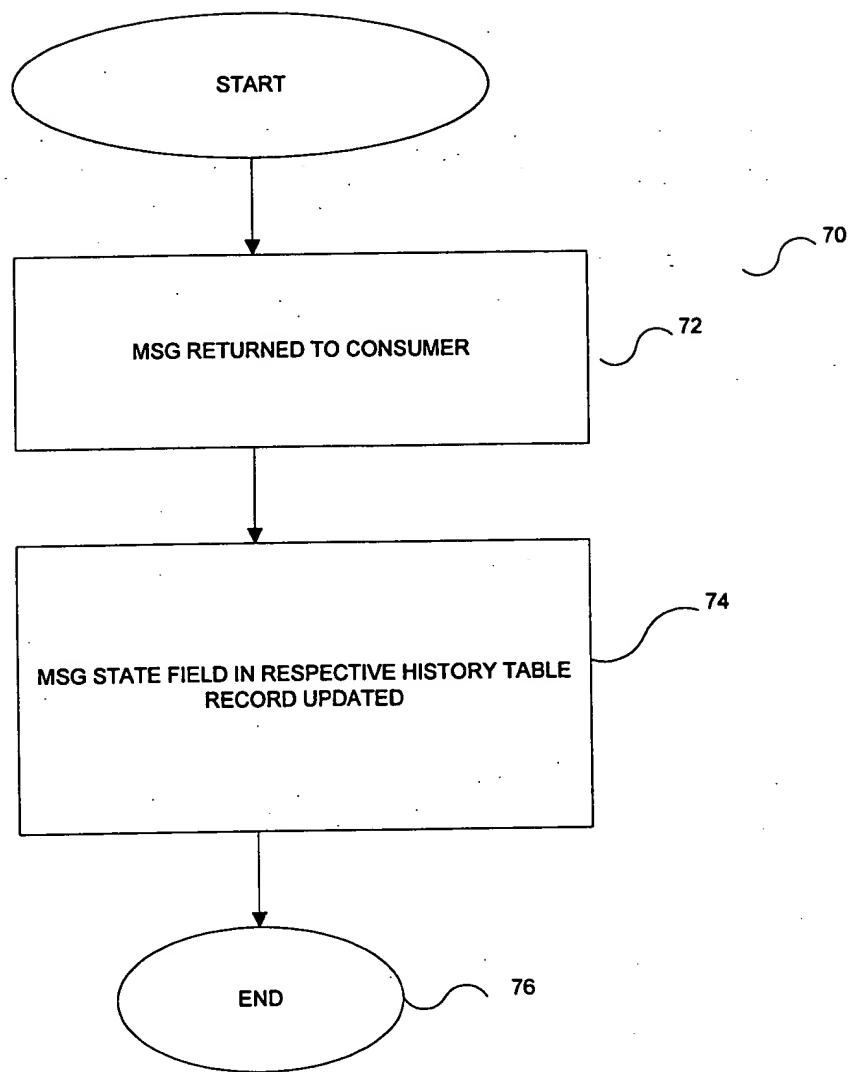 START
70
72
MSG RETURNED TO CONSUMER
74
MSG STATE FIELD IN RESPECTIVE HISTORY TABLE
RECORD UPDATED
END
76